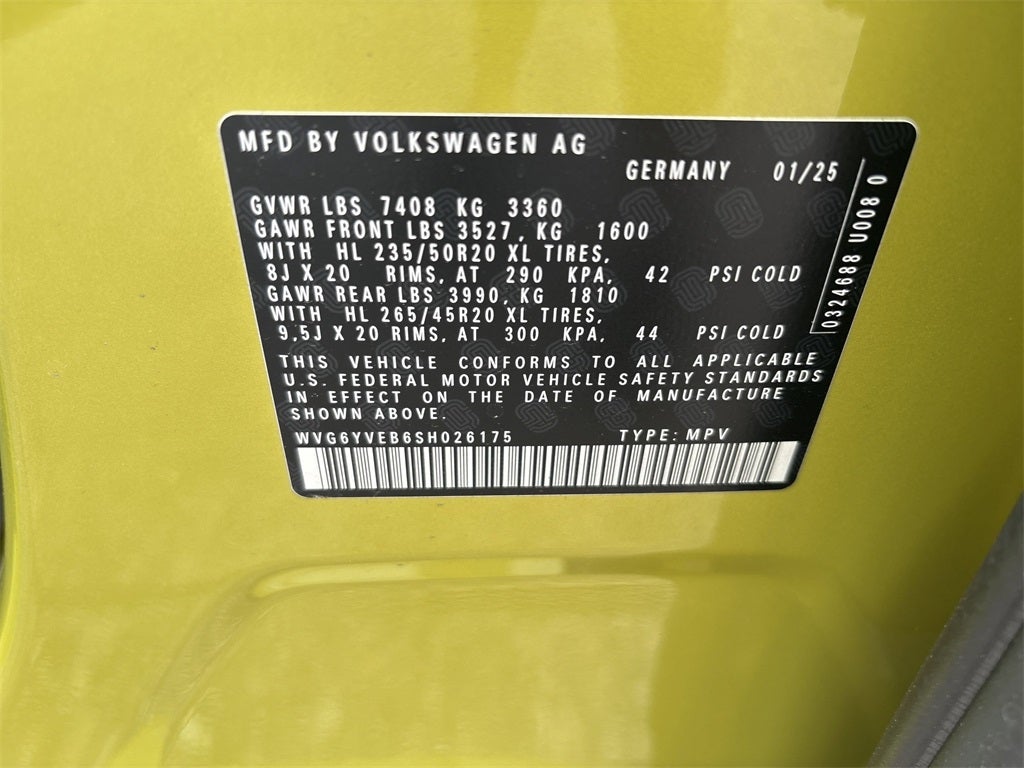 MFD BY VOLKSWAGEN AG
GERMANY 01/25
GVWR LBS 7408 KG 3360
GAWR FRONT LBS 3527, KG 1600
WITH HL 235/50R20 XL TIRES,
8J X 20 RIMS, AT 290 KPA, 42 PSI COLD
GAWR REAR LBS 3990, KG 1810
WITH HL 265/45R20 XL TIRES,
9,5J X 20 RIMS, AT 300 KPA, 44 PSI COLD
THIS VEHICLE CONFORMS TO ALL APPLICABLE
U.S. FEDERAL MOTOR VEHICLE SAFETY STANDARDS
IN EFFECT ON THE DATE OF MANUFACTURE
SHOWN ABOVE.
WVG6YVEB6SH026175 TYPE: MPV
0324688 U008 0